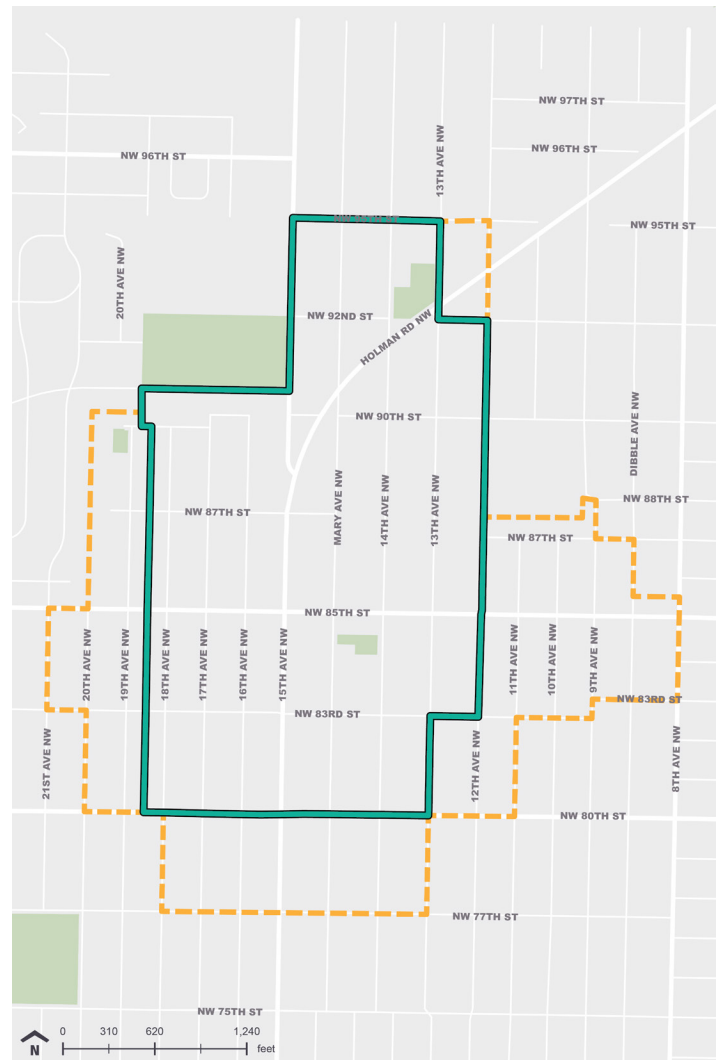 NW 97TH ST
NW 96TH ST
NW 96TH ST
13TH AVE NW
NW 95TH ST
20TH AVE NW
NW 92ND ST
HOLMAN RD NW
NW 90TH ST
DIBBLE AVE NW
MARY AVE NW
14TH AVE NW
13TH AVE NW
NW 88TH ST
NW 87TH ST
NW 87TH ST
NW 85TH ST
20TH AVE NW
19TH AVE NW
18TH AVE NW
17TH AVE NW
16TH AVE NW
15TH AVE NW
11TH AVE NW
10TH AVE NW
9TH AVE NW
NW 83RD ST
NW 83RD ST
21ST AVE NW
12TH AVE NW
8TH AVE NW
NW 80TH ST
NW 77TH ST
NW 75TH ST
0 310 620 1,240
feet
N